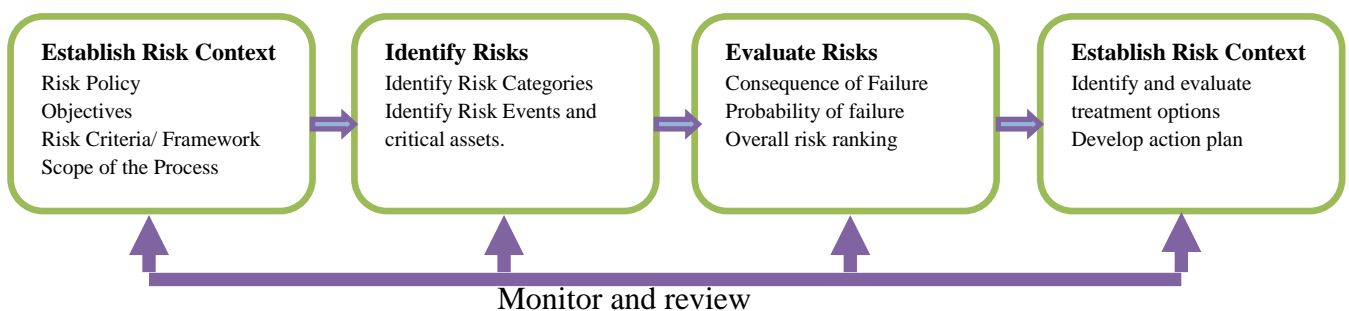 Establish Risk Context
Risk Policy
Objectives
Risk Criteria/ Framework
Scope of the Process
Identify Risks
Identify Risk Categories
Identify Risk Events and
critical assets.
Evaluate Risks
Consequence of Failure
Probability of failure
Overall risk ranking
Establish Risk Context
Identify and evaluate
treatment options
Develop action plan
Monitor and review